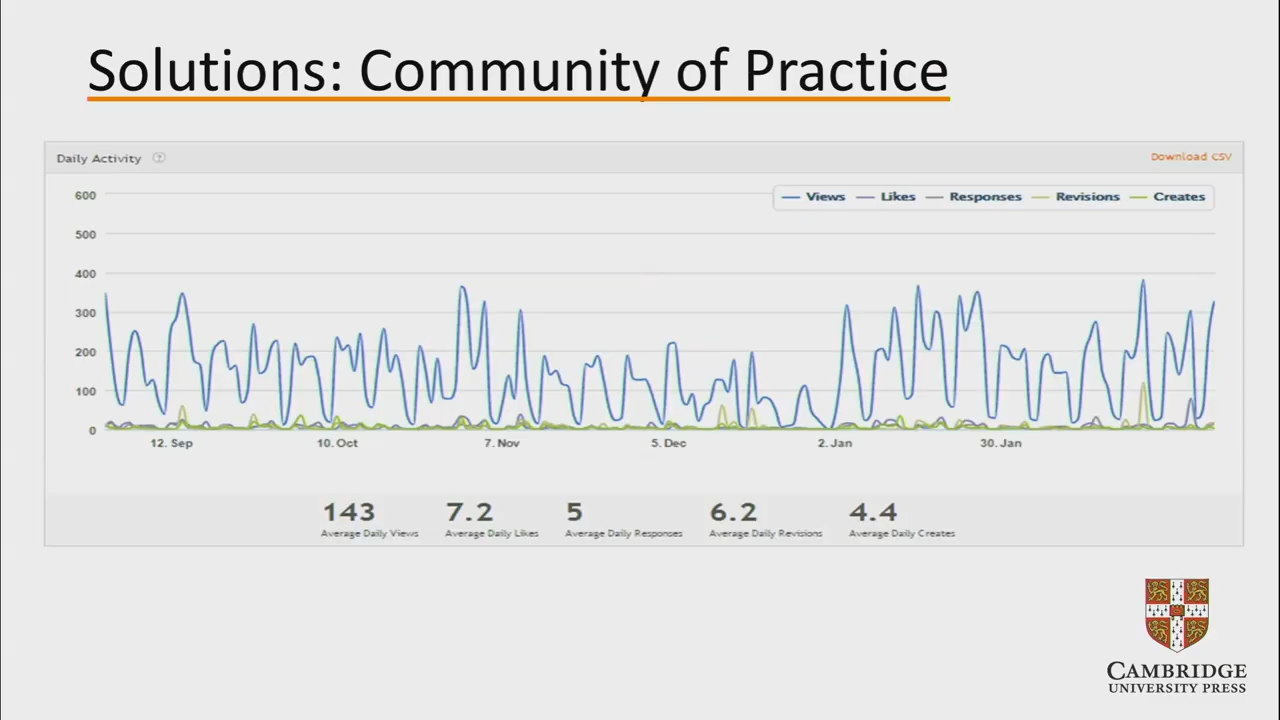 Solutions: Community of Practice
Daily Activity ?
Download CSV
Views Likes Responses Revisions Creates
600
500
400
300
200
100
0
12. Sep 10. Oct 7. Nov 5. Dec 2. Jan 30. Jan
143 7.2 5 6.2 4.4
Average Daily Views Average Daily Likes Average Daily Responses Average Daily Revisions Average Daily Creates
CAMBRIDGE
UNIVERSITY PRESS